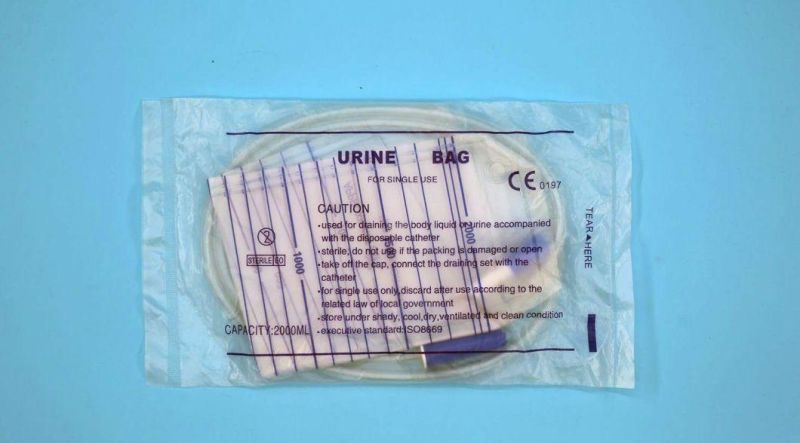 URINE BAG
FOR SINGLE USE
CE 0197
CAUTION
•used for draining the body liquid or urine accompanied
with the disposable catheter
•sterile, do not use if the packing is damaged or open
•take off the cap, connect the draining set with the
catheter
•for single use only,discard after use according to the
related law of local government
•store under shady, cool,dry,ventilated and clean condition
•executive standard:ISO8669
2
STERILE EO
CAPACITY:2000ML
1000
2000
TEAR▲HERE